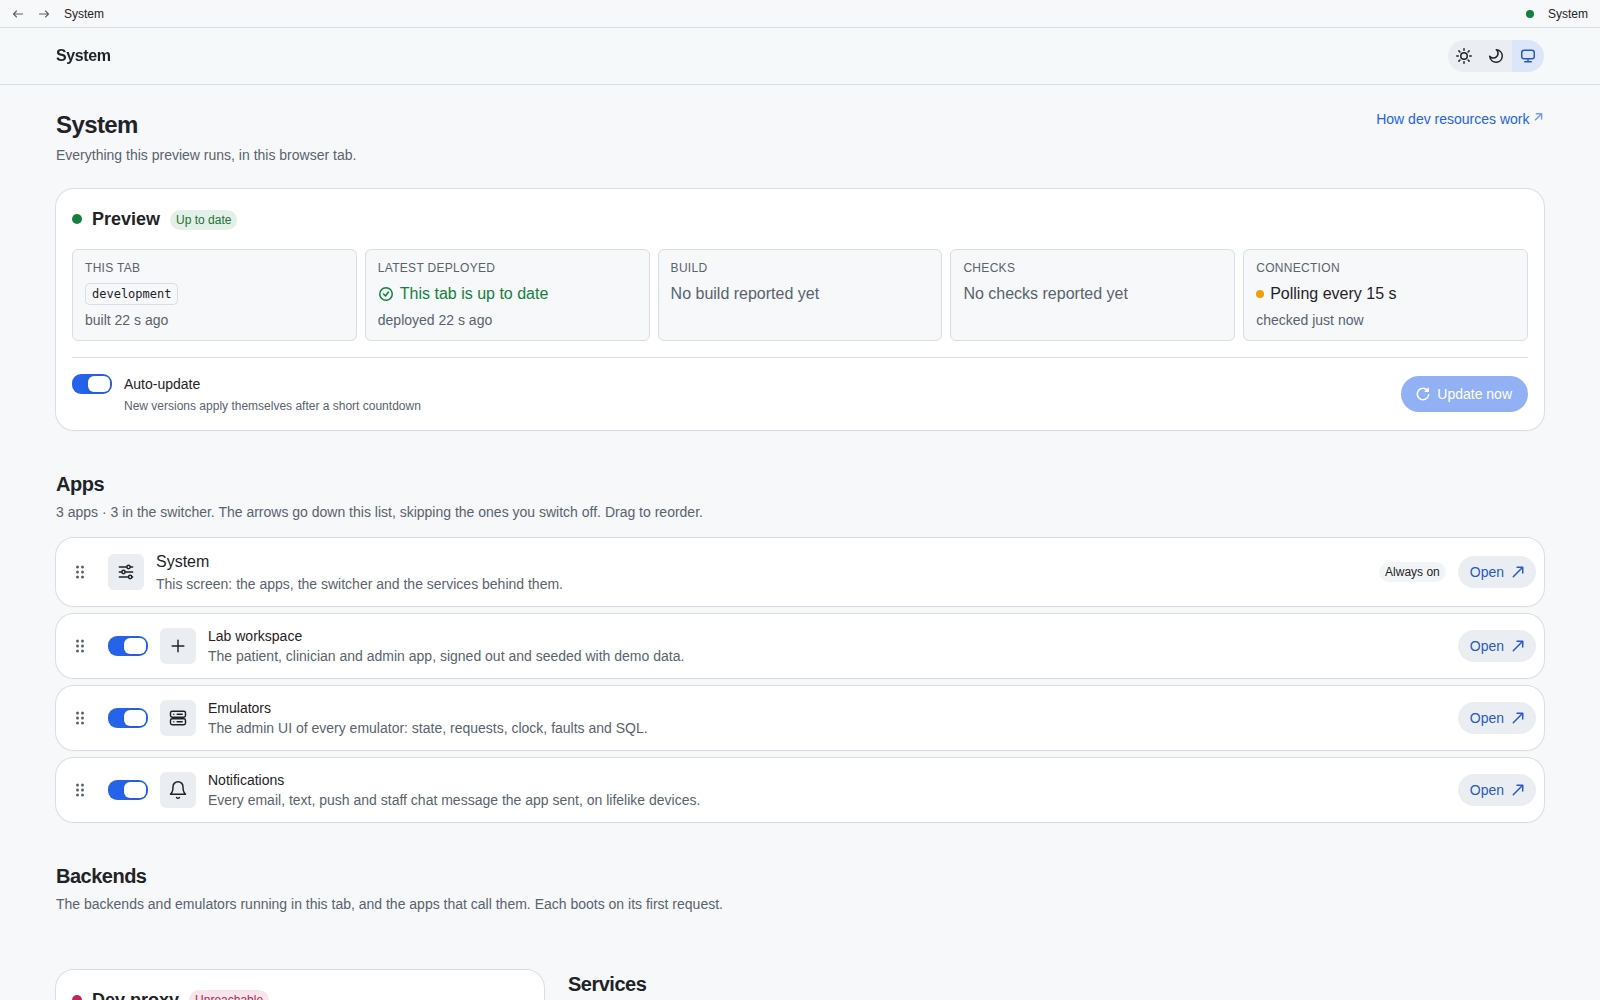 System
System
System
System
How dev resources work
Everything this preview runs, in this browser tab.
Preview
Up to date
THIS TAB
development
built 22 s ago
LATEST DEPLOYED
This tab is up to date
deployed 22 s ago
BUILD
No build reported yet
CHECKS
No checks reported yet
CONNECTION
Polling every 15 s
checked just now
Auto-update
New versions apply themselves after a short countdown
Update now
Apps
3 apps · 3 in the switcher. The arrows go down this list, skipping the ones you switch off. Drag to reorder.
System
This screen: the apps, the switcher and the services behind them.
Always on
Open
Lab workspace
The patient, clinician and admin app, signed out and seeded with demo data.
Open
Emulators
The admin UI of every emulator: state, requests, clock, faults and SQL.
Open
Notifications
Every email, text, push and staff chat message the app sent, on lifelike devices.
Open
Backends
The backends and emulators running in this tab, and the apps that call them. Each boots on its first request.
Dev proxy
Unreachable
Services